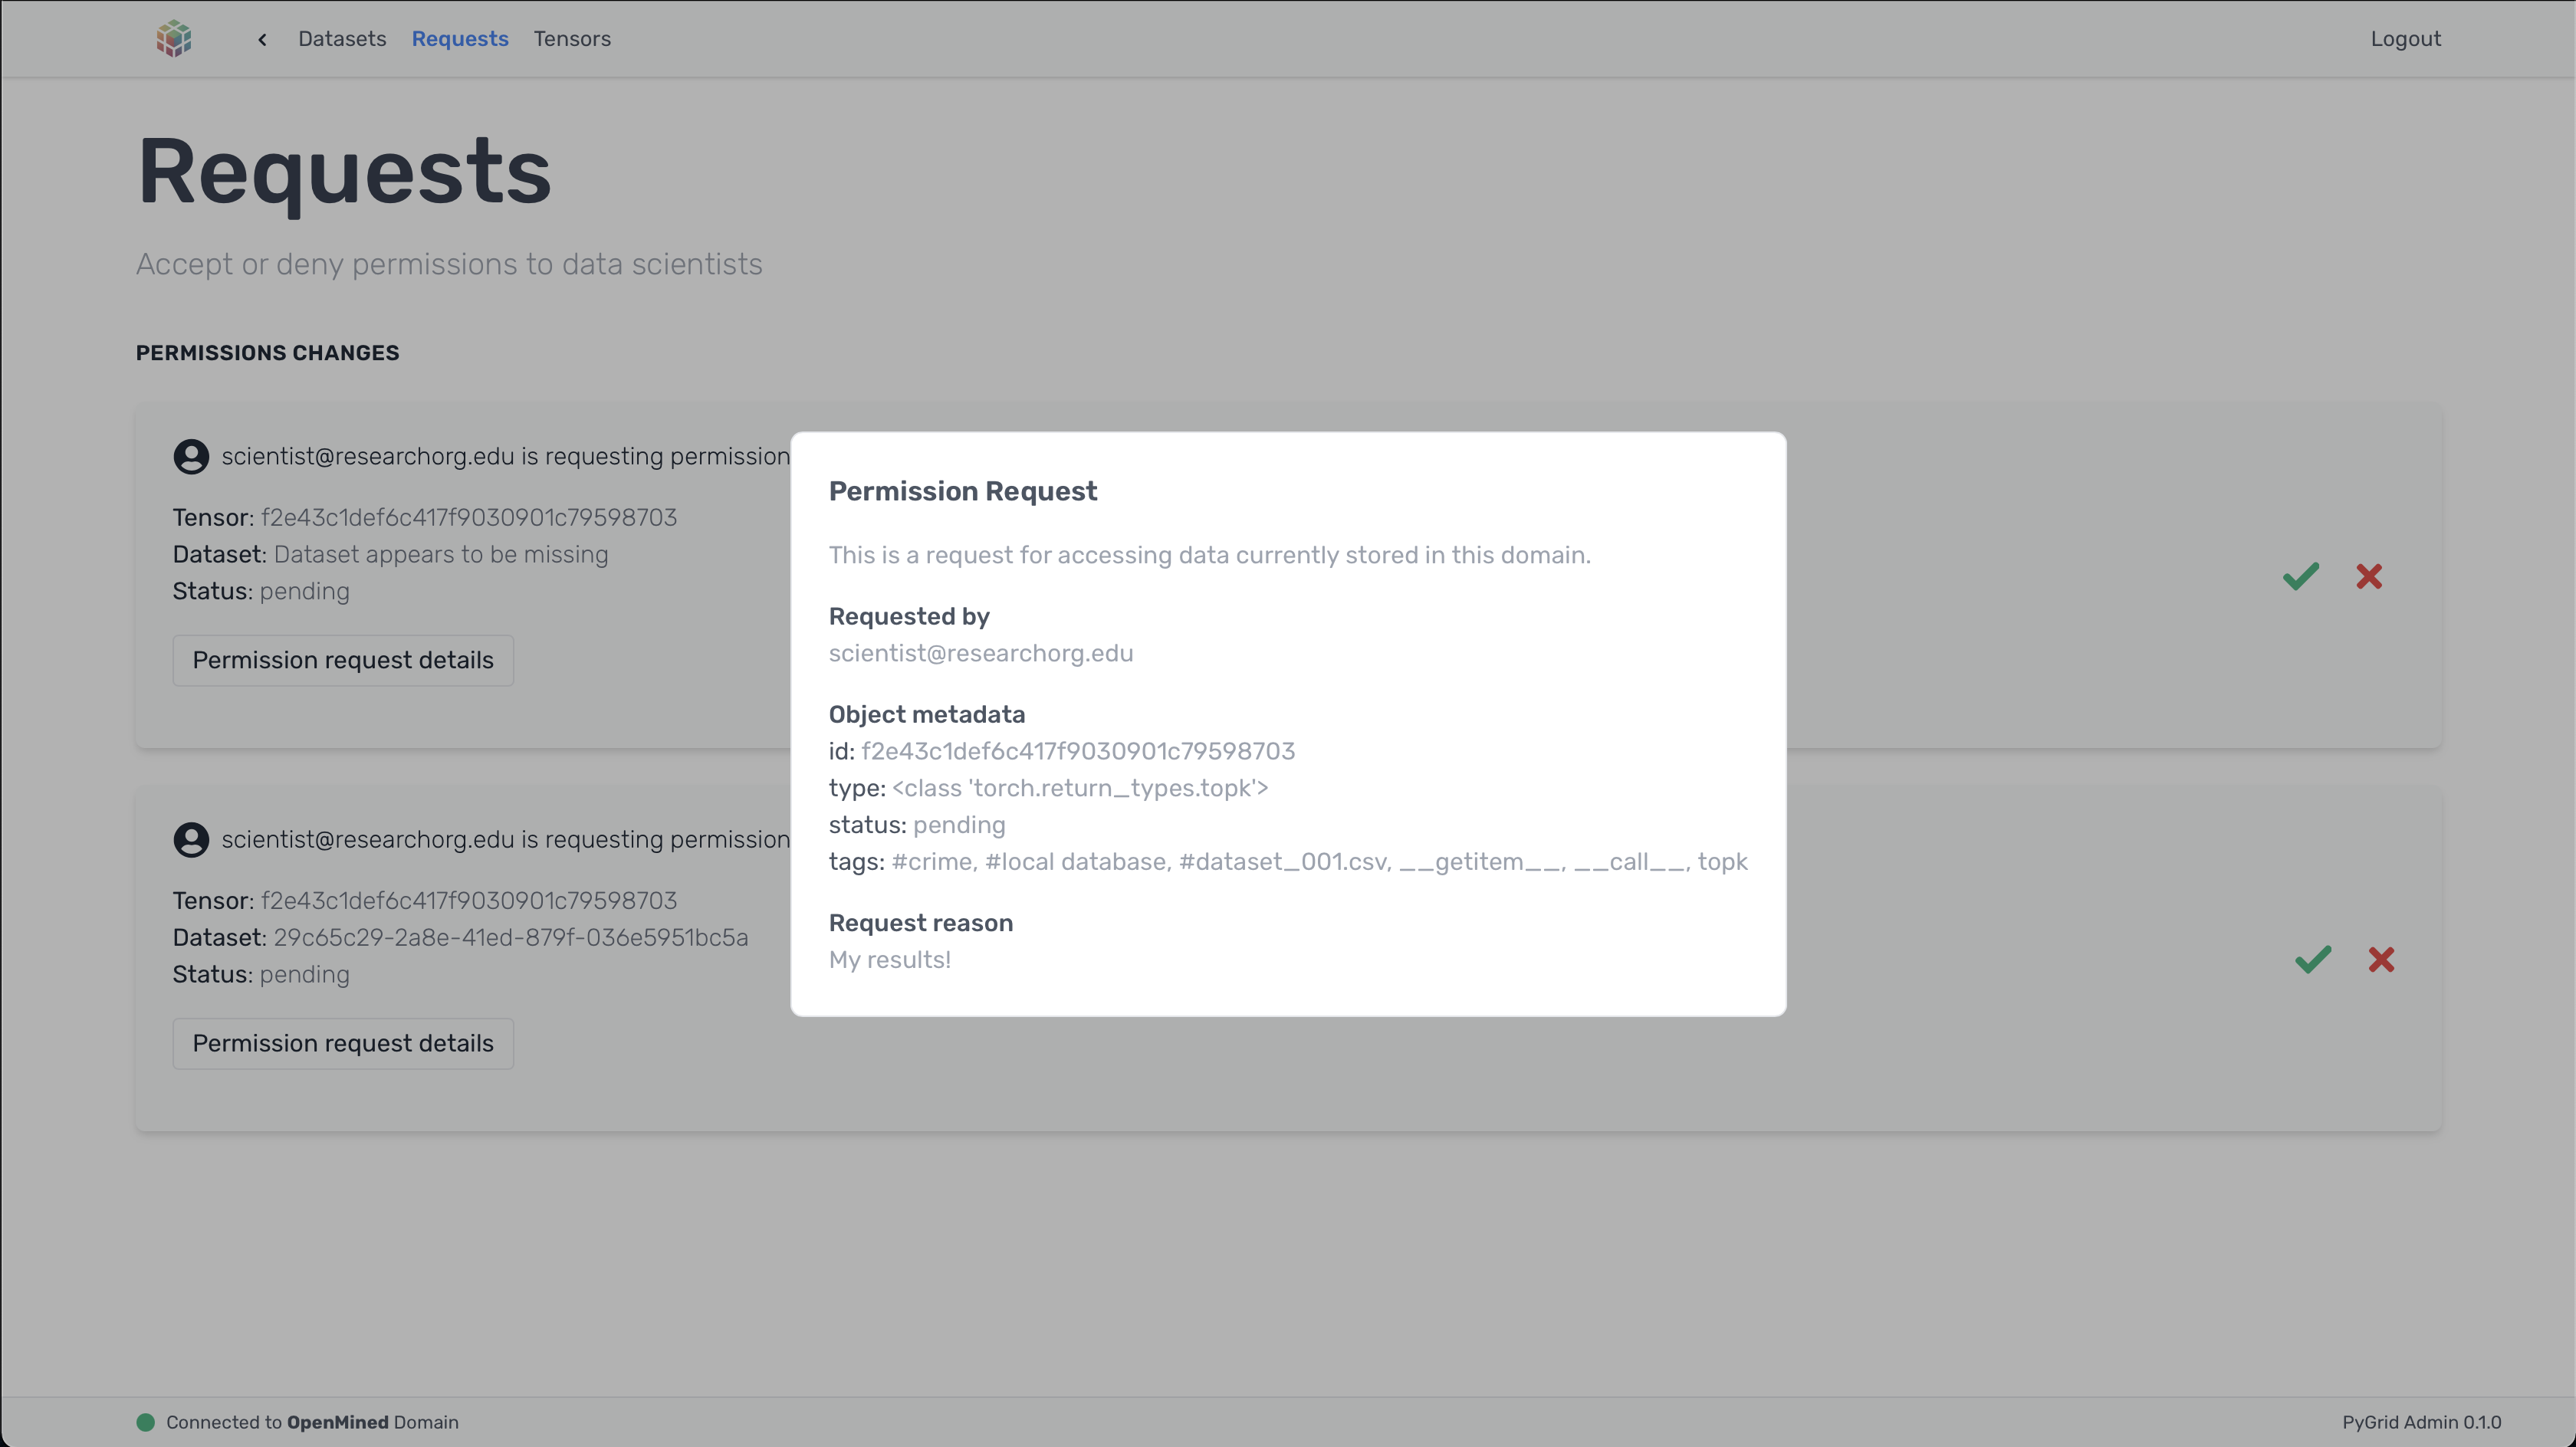 Datasets Requests Tensors Logout
Requests
Accept or deny permissions to data scientists
PERMISSIONS CHANGES
scientist@researchorg.edu is requesting permission
Tensor: f2e43c1def6c417f9030901c79598703
Dataset: Dataset appears to be missing
Status: pending
Permission request details
scientist@researchorg.edu is requesting permission
Tensor: f2e43c1def6c417f9030901c79598703
Dataset: 29c65c29-2a8e-41ed-879f-036e5951bc5a
Status: pending
Permission request details
Permission Request
This is a request for accessing data currently stored in this domain.
Requested by
scientist@researchorg.edu
Object metadata
id: f2e43c1def6c417f9030901c79598703
type: <class 'torch.return_types.topk'>
status: pending
tags: #crime, #local database, #dataset_001.csv, __getitem__, __call__, topk
Request reason
My results!
Connected to OpenMined Domain
PyGrid Admin 0.1.0